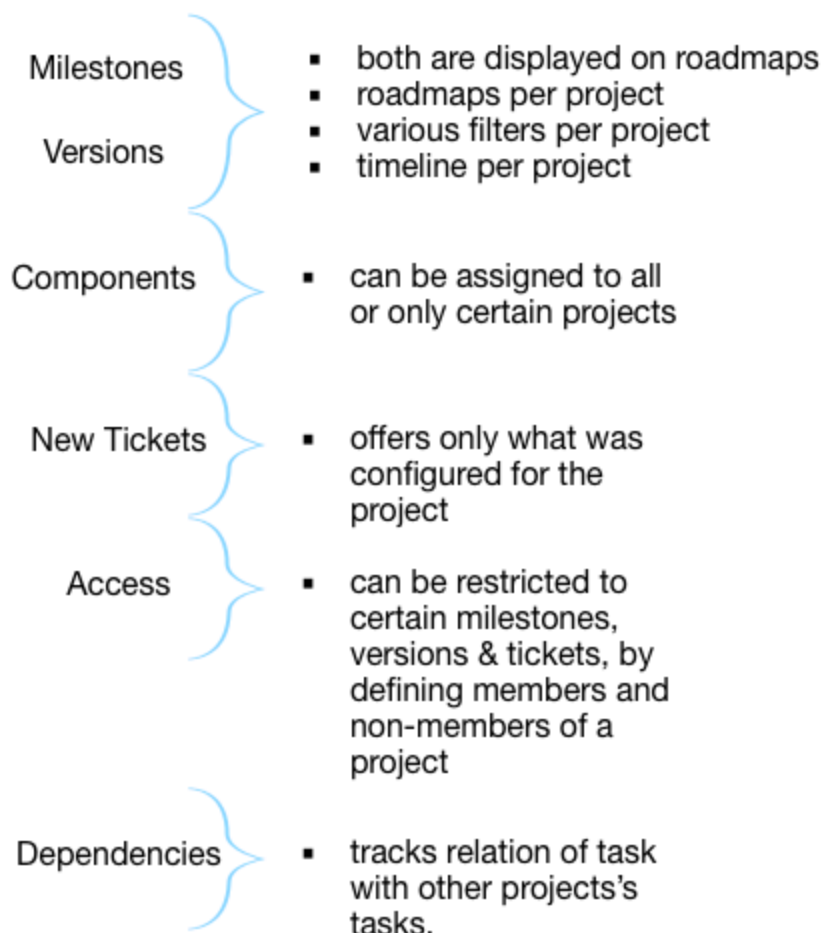 Milestones
Versions
▪ both are displayed on roadmaps
▪ roadmaps per project
▪ various filters per project
▪ timeline per project
Components
▪ can be assigned to all
or only certain projects
New Tickets
▪ offers only what was
configured for the
project
Access
▪ can be restricted to
certain milestones,
versions & tickets, by
defining members and
non-members of a
project
Dependencies
▪ tracks relation of task
with other projects’s
tasks.